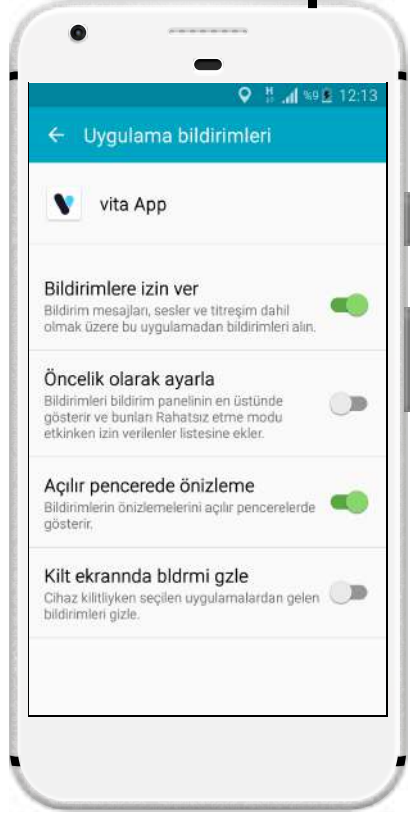 H %9 12:13
Uygulama bildirimleri
vita App
Bildirimlere izin ver
Bildirim mesajları, sesler ve titreşim dahil
olmak üzere bu uygulamadan bildirimleri alın.
Öncelik olarak ayarla
Bildirimleri bildirim panelinin en üstünde
gösterir ve bunları Rahatsız etme modu
etkinken izin verilenler listesine ekler.
Açılır pencerede önizleme
Bildirimlerin önizlemelerini açılır pencerelerde
gösterir.
Kilt ekrannda bldrmi gzle
Cihaz kilitliyken seçilen uygulamalardan gelen
bildirimleri gizle.